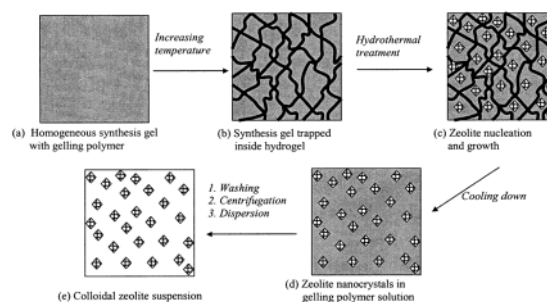 Increasing
temperature
Hydrothermal
treatment
(a) Homogeneous synthesis gel
with gelling polymer
(b) Synthesis gel trapped
inside hydrogel
(c) Zeolite nucleation
and growth
1. Washing
2. Centrifugation
3. Dispersion
Cooling down
(e) Colloidal zeolite suspension
(d) Zeolite nanocrystals in
gelling polymer solution